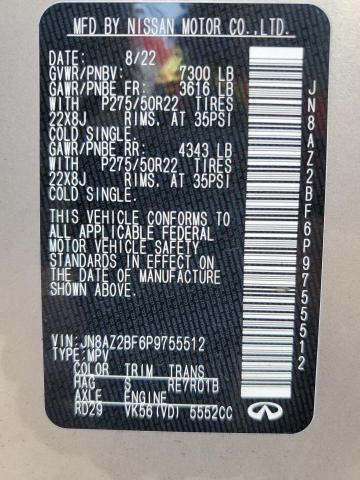 MFD BY NISSAN MOTOR CO.,LTD.
DATE: 8/22
GVWR/PNBV: 7300 LB
GAWR/PNBE FR: 3616 LB
WITH P275/50R22 TIRES
22X8J RIMS, AT 35PSI
COLD SINGLE.
GAWR/PNBE RR: 4343 LB
WITH P275/50R22 TIRES
22X8J RIMS, AT 35PSI
COLD SINGLE.
THIS VEHICLE CONFORMS TO
ALL APPLICABLE FEDERAL
MOTOR VEHICLE SAFETY
STANDARDS IN EFFECT ON
THE DATE OF MANUFACTURE
SHOWN ABOVE.
VIN:JN8AZ2BF6P9755512
TYPE:MPV
COLOR TRIM TRANS
HAG S RE7R01B
AXLE ENGINE
RD29 VK56(VD) 5552CC
JN8AZ2BF6P9755512
INFINITI